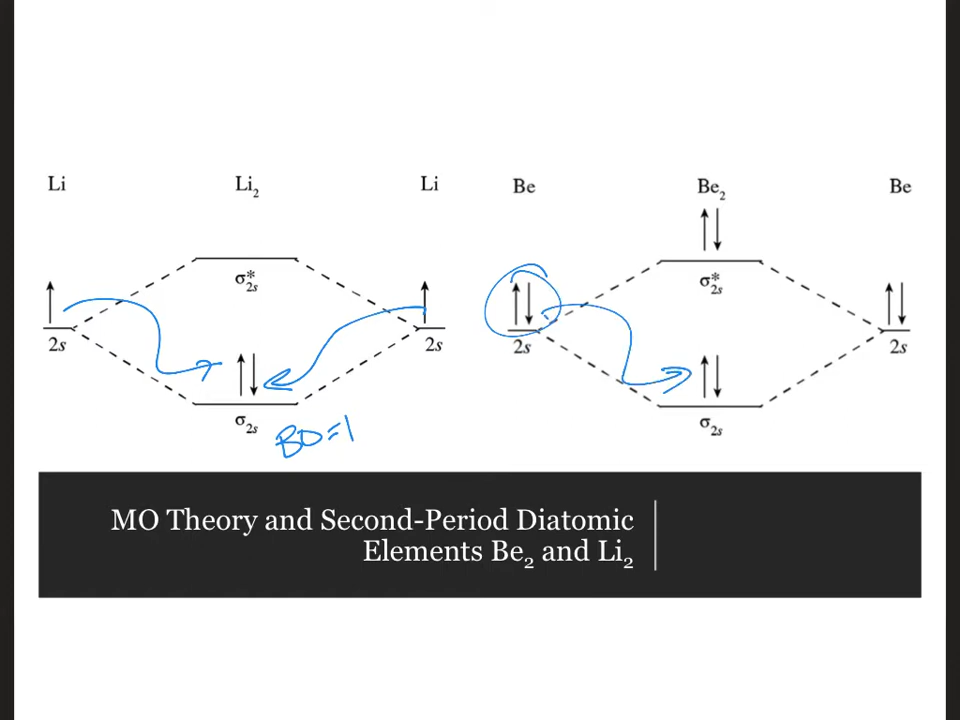 Li Li₂ Li
σ*₂ₛ
2s 2s
σ₂ₛ
BO=1
Be Be₂ Be
σ*₂ₛ
2s 2s
σ₂ₛ
MO Theory and Second-Period Diatomic
Elements Be₂ and Li₂